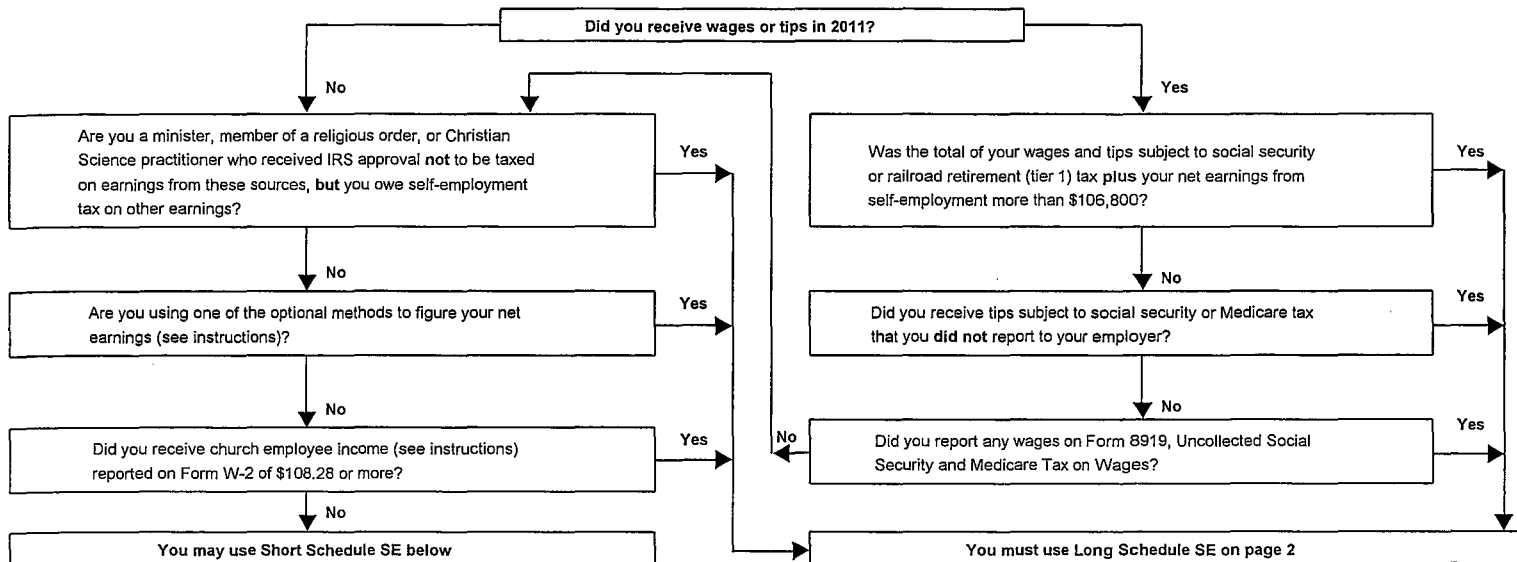 Did you receive wages or tips in 2011?
No
Yes
Are you a minister, member of a religious order, or Christian
Science practitioner who received IRS approval not to be taxed
on earnings from these sources, but you owe self-employment
tax on other earnings?
Yes
Was the total of your wages and tips subject to social security
or railroad retirement (tier 1) tax plus your net earnings from
self-employment more than $106,800?
Yes
No
No
Are you using one of the optional methods to figure your net
earnings (see instructions)?
Yes
Did you receive tips subject to social security or Medicare tax
that you did not report to your employer?
Yes
No
No
Did you receive church employee income (see instructions)
reported on Form W-2 of $108.28 or more?
Yes
No
Did you report any wages on Form 8919, Uncollected Social
Security and Medicare Tax on Wages?
Yes
No
You may use Short Schedule SE below
You must use Long Schedule SE on page 2